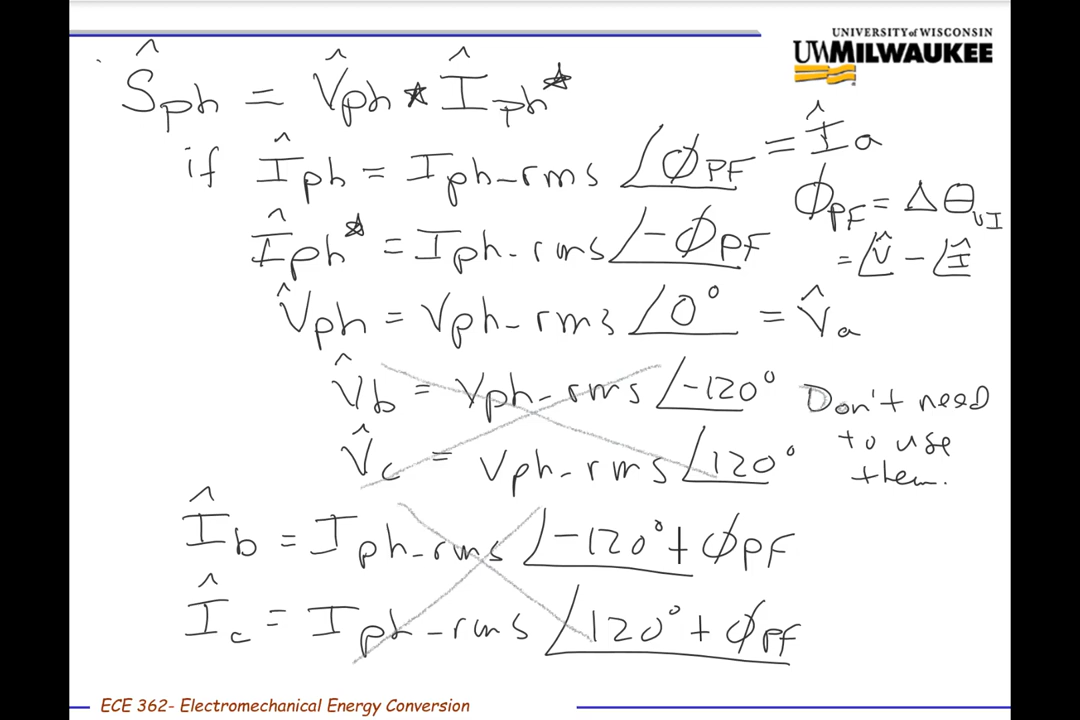 UNIVERSITY of WISCONSIN
UWMILWAUKEE
Ŝph = V̂ph * Îph*
if Îph = Iph-rms ∠ϕPF = Îa
ϕPF = Δθ VI
= ∠V̂ - ∠Î
Îph* = Iph-rms ∠-ϕPF
V̂ph = Vph-rms ∠0° = V̂a
V̂b = Vph-rms ∠-120°
V̂c = Vph-rms ∠120°
Don't need
to use
them.
Îb = Iph-rms ∠-120° + ϕPF
Îc = Iph-rms ∠120° + ϕPF
ECE 362- Electromechanical Energy Conversion